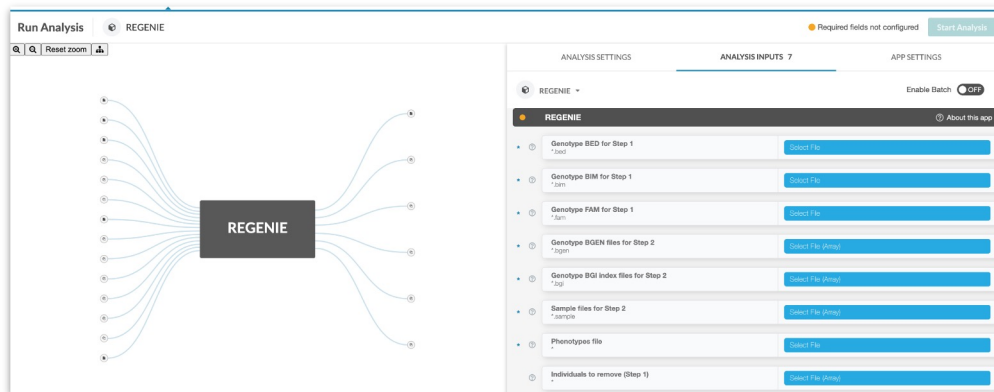 Run Analysis REGENIE Required fields not configured Start Analysis
Reset zoom
ANALYSIS SETTINGS ANALYSIS INPUTS 7 APP SETTINGS
REGENIE Enable Batch OFF
REGENIE About this app
Genotype BED for Step 1 Select File
*.bed
Genotype BIM for Step 1 Select File
*.bim
Genotype FAM for Step 1 Select File
*.fam
Genotype BGEN files for Step 2 Select File (Array)
*.bgen
REGENIE
Genotype BGI index files for Step 2 Select File (Array)
*.bgi
Sample files for Step 2 Select File (Array)
*.sample
Phenotypes file Select File
*
Individuals to remove (Step 1) Select File (Array)
*